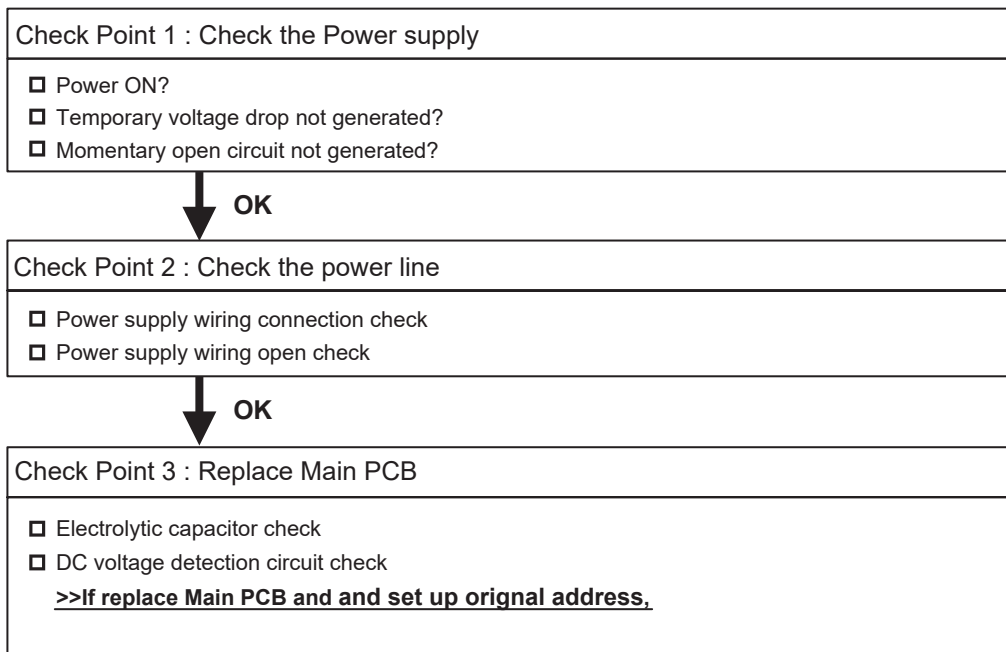 Check Point 1 : Check the Power supply
Power ON?
Temporary voltage drop not generated?
Momentary open circuit not generated?
OK
Check Point 2 : Check the power line
Power supply wiring connection check
Power supply wiring open check
OK
Check Point 3 : Replace Main PCB
Electrolytic capacitor check
DC voltage detection circuit check
>>If replace Main PCB and and set up orignal address,